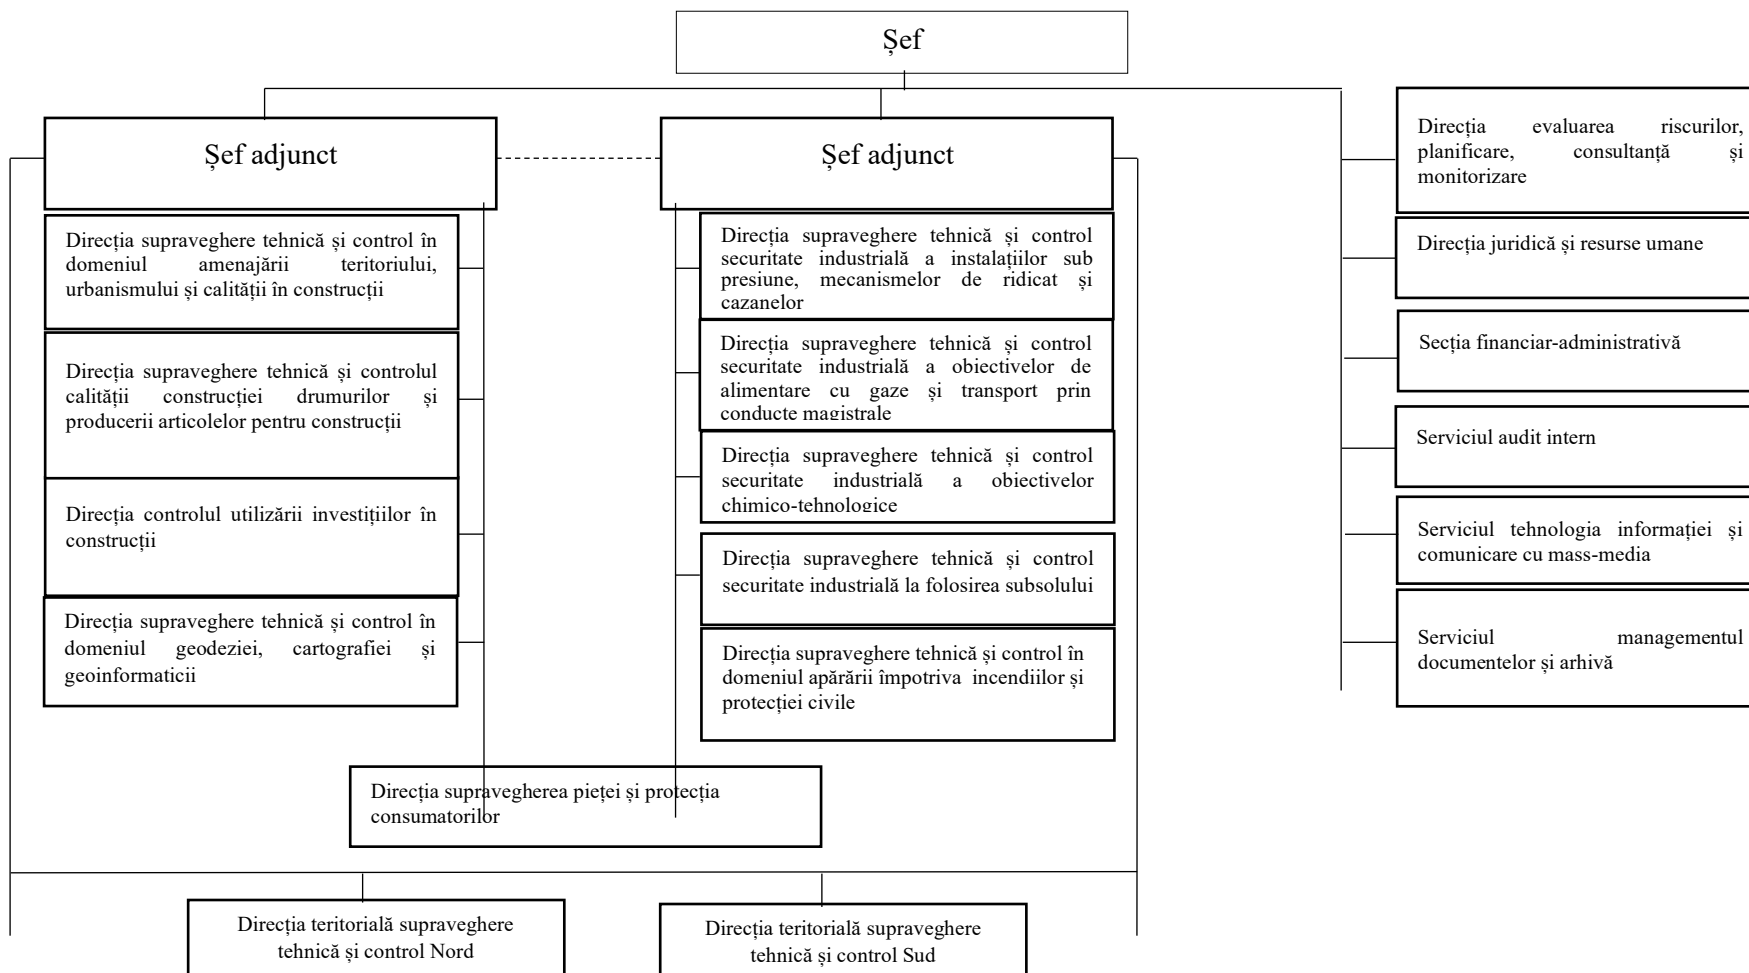 Șef
Șef adjunct
Șef adjunct
Direcția supraveghere tehnică și control în
domeniul amenajării teritoriului,
urbanismului și calității în construcții
Direcția supraveghere tehnică și controlul
calității construcției drumurilor și
producerii articolelor pentru construcții
Direcția controlul utilizării investițiilor în
construcții
Direcția supraveghere tehnică și control în
domeniul geodeziei, cartografiei și
geoinformaticii
Direcția supraveghere tehnică și control
securitate industrială a instalațiilor sub
presiune, mecanismelor de ridicat și
cazanelor
Direcția supraveghere tehnică și control
securitate industrială a obiectivelor de
alimentare cu gaze și transport prin
conducte magistrale
Direcția supraveghere tehnică și control
securitate industrială a obiectivelor
chimico-tehnologice
Direcția supraveghere tehnică și control
securitate industrială la folosirea subsolului
Direcția supraveghere tehnică și control în
domeniul apărării împotriva incendiilor și
protecției civile
Direcția supravegherea pieței și protecția
consumatorilor
Direcția teritorială supraveghere
tehnică și control Nord
Direcția teritorială supraveghere
tehnică și control Sud
Direcția evaluarea riscurilor,
planificare, consultanță și
monitorizare
Direcția juridică și resurse umane
Secția financiar-administrativă
Serviciul audit intern
Serviciul tehnologia informației și
comunicare cu mass-media
Serviciul managementul
documentelor și arhivă